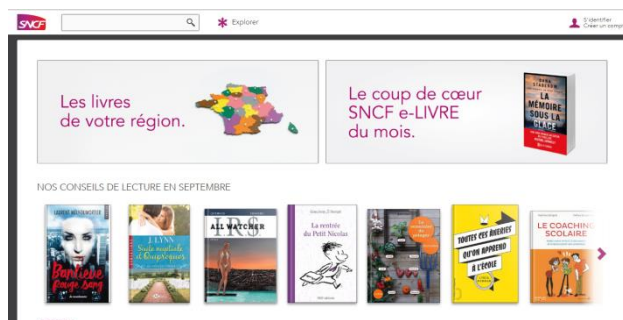 SNCF
Explorer
S'identifier
Créer un compte
Les livres
de votre région.
Le coup de cœur
SNCF e-LIVRE
du mois.
LA
MÉMOIRE
SOUS LA
GLACE
NOS CONSEILS DE LECTURE EN SEPTEMBRE
Banlieue
rouge sang
J. LYNN
Suite nuptiale
I.R.$.
ALL WATCHER
La rentrée
du Petit Nicolas
TOUTES CES ÂNERIES
QU'ON APPREND
À L'ÉCOLE
LE COACHING
SCOLAIRE